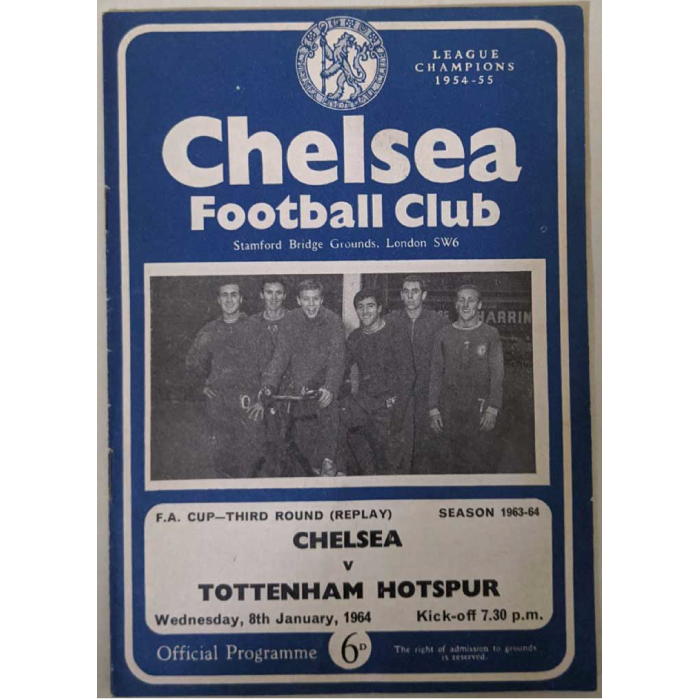 LEAGUE
CHAMPIONS
1954-55
Chelsea
Football Club
Stamford Bridge Grounds, London SW6
HARRIN
7
F.A. CUP—THIRD ROUND (REPLAY) SEASON 1963-64
CHELSEA
v
TOTTENHAM HOTSPUR
Wednesday, 8th January, 1964 Kick-off 7.30 p.m.
Official Programme 6D The right of admission to grounds
is reserved.